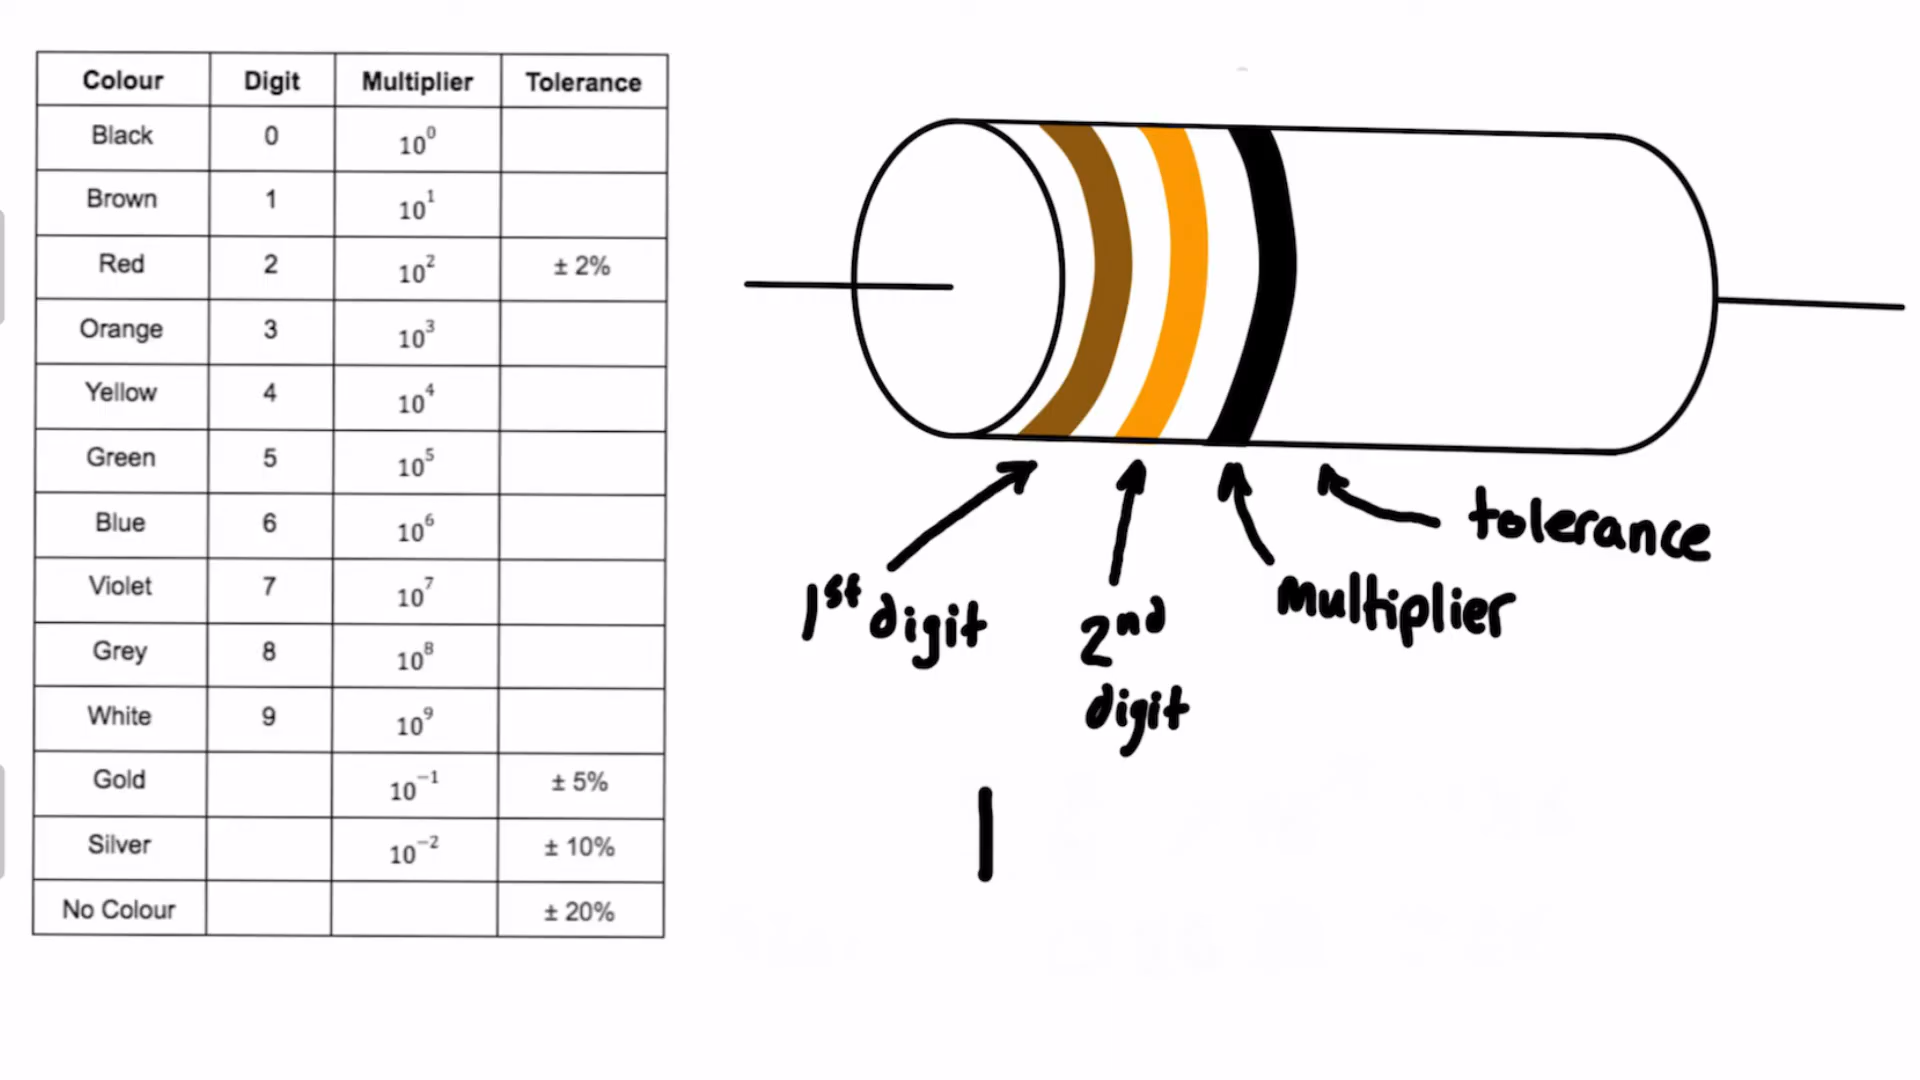 Colour Digit Multiplier Tolerance
Black 0 10⁰
Brown 1 10¹
Red 2 10² ± 2%
Orange 3 10³
Yellow 4 10⁴
Green 5 10⁵
Blue 6 10⁶
Violet 7 10⁷
Grey 8 10⁸
White 9 10⁹
Gold 10⁻¹ ± 5%
Silver 10⁻² ± 10%
No Colour ± 20%
tolerance
1st digit
2nd
digit
Multiplier
1